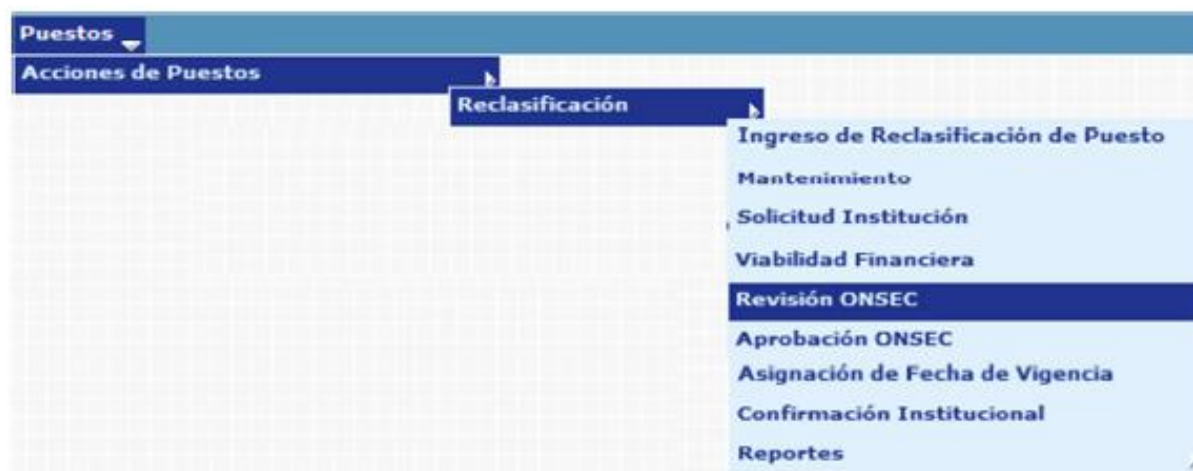 Puestos
Acciones de Puestos
Reclasificación
Ingreso de Reclasificación de Puesto
Mantenimiento
Solicitud Institución
Viabilidad Financiera
Revisión ONSEC
Aprobación ONSEC
Asignación de Fecha de Vigencia
Confirmación Institucional
Reportes